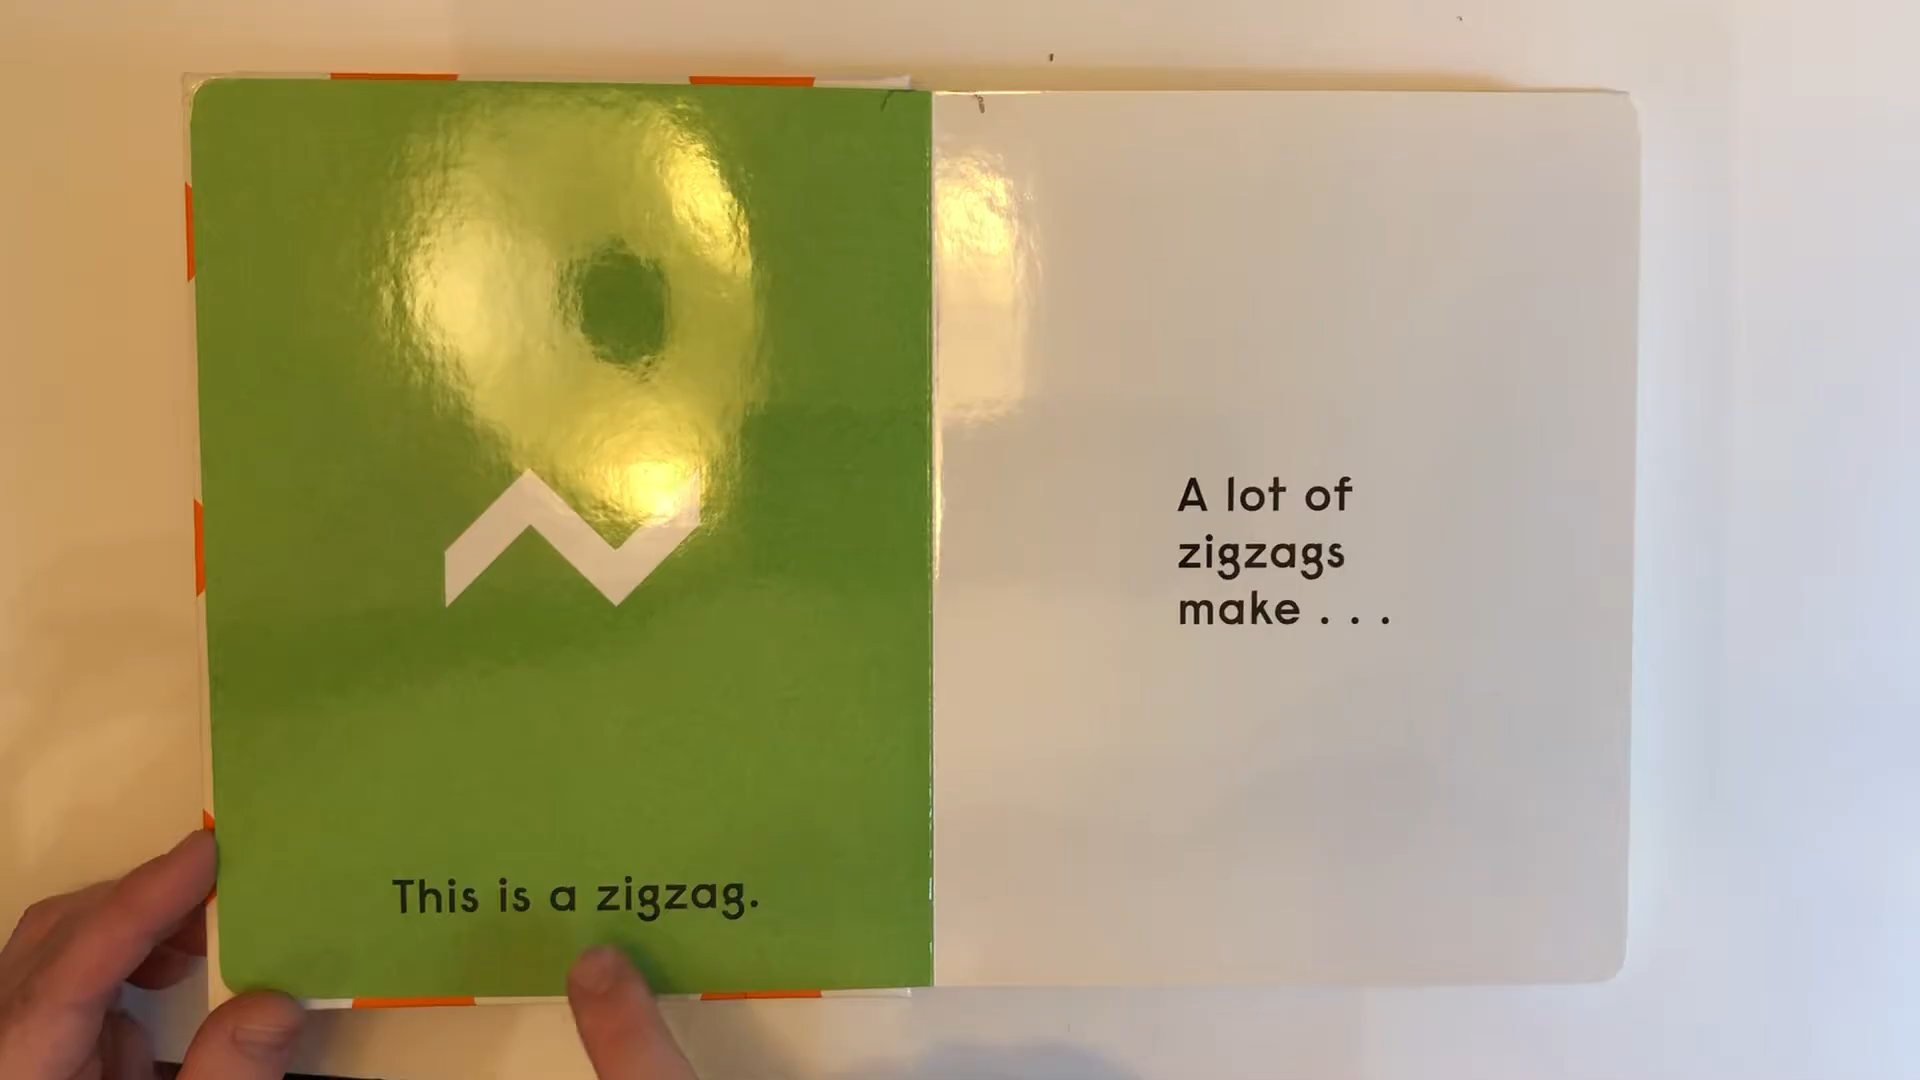 This is a zigzag.
A lot of
zigzags
make . . .